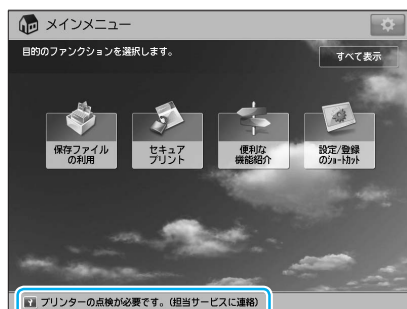 メインメニュー
目的のファンクションを選択します。
すべて表示
保存ファイル
の利用
セキュア
プリント
便利な
機能紹介
設定/登録
のショートカット
プリンターの点検が必要です。(担当サービスに連絡)